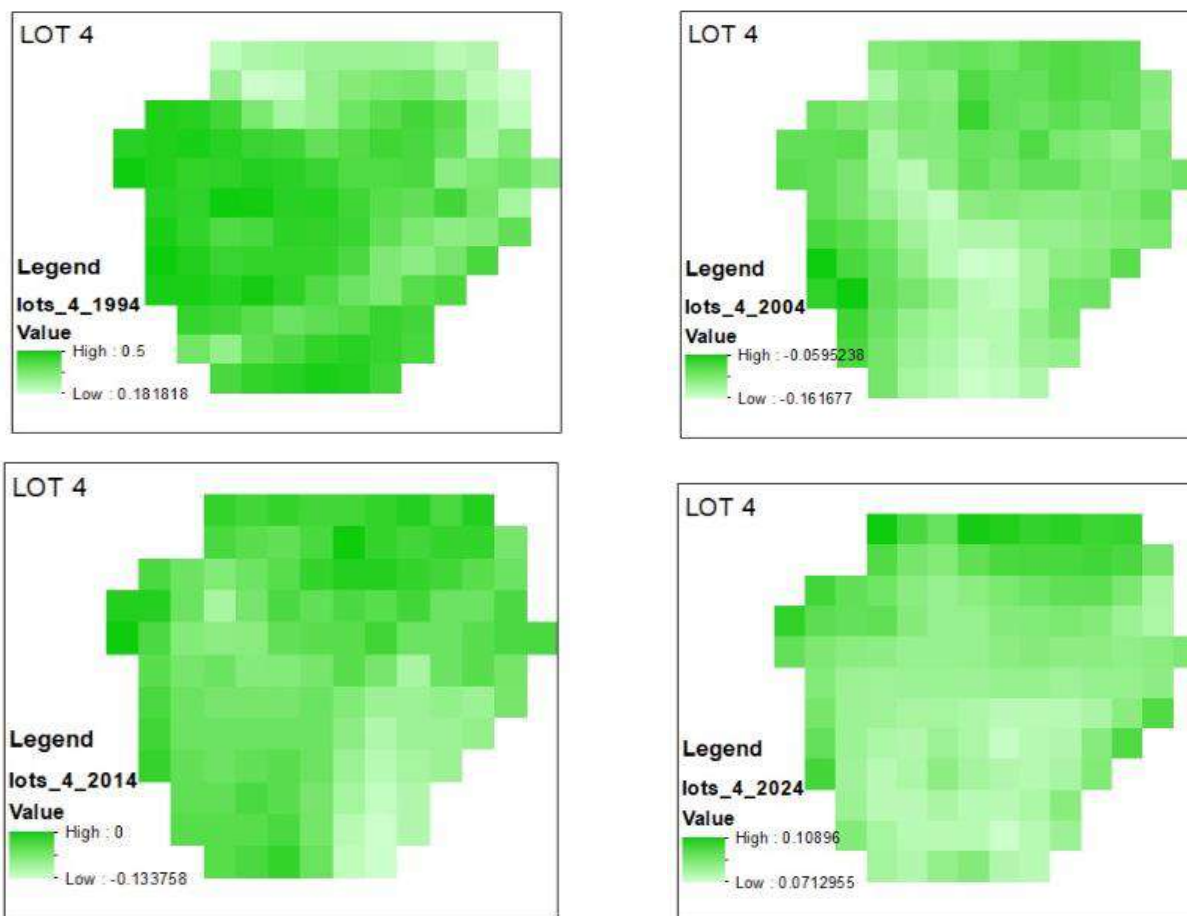 LOT 4
Legend
lots_4_1994
Value
High : 0.5
Low : 0.181818
LOT 4
Legend
lots_4_2004
Value
High : -0.0595238
Low : -0.161677
LOT 4
Legend
lots_4_2014
Value
High : 0
Low : -0.133758
LOT 4
Legend
lots_4_2024
Value
High : 0.10896
Low : 0.0712955